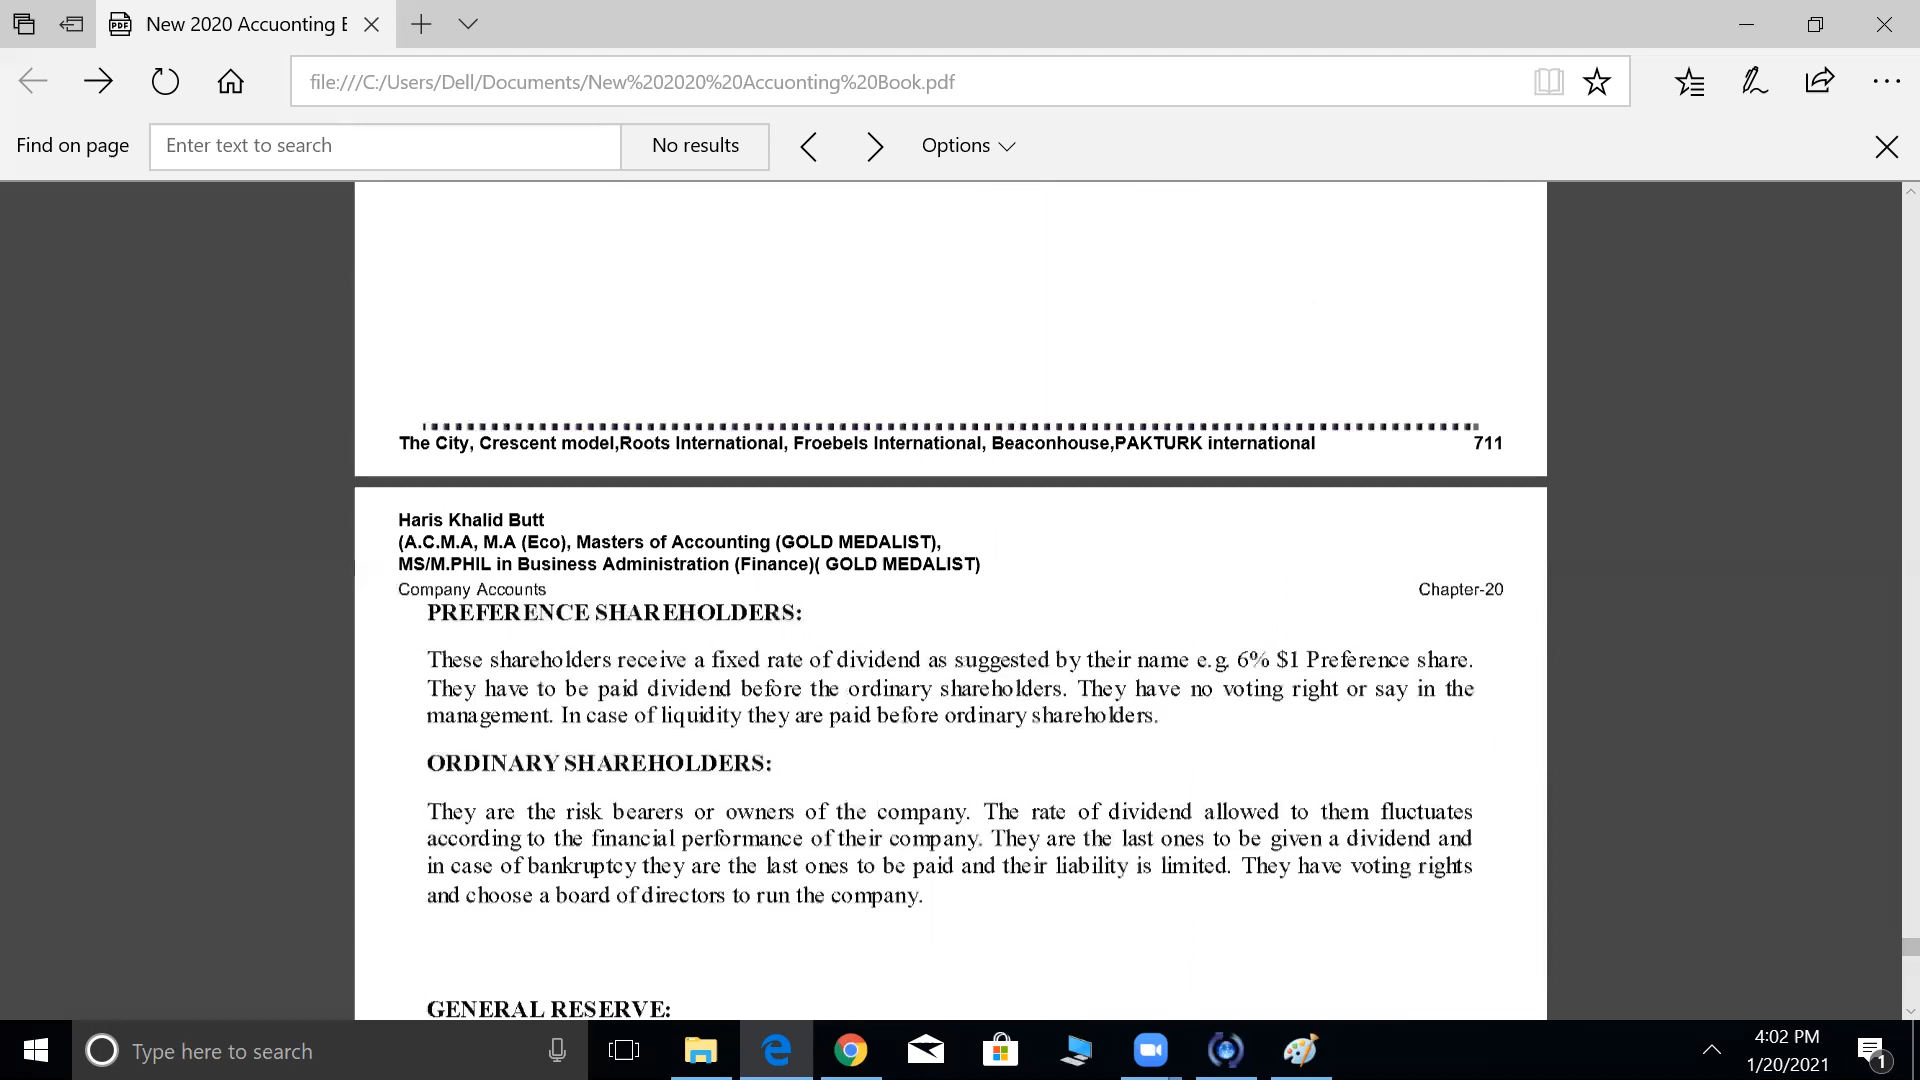 New 2020 Accuonting E
file:///C:/Users/Dell/Documents/New%202020%20Accuonting%20Book.pdf
Find on page
Enter text to search
No results
Options
The City, Crescent model,Roots International, Froebels International, Beaconhouse,PAKTURK international 711
Haris Khalid Butt
(A.C.M.A, M.A (Eco), Masters of Accounting (GOLD MEDALIST),
MS/M.PHIL in Business Administration (Finance)( GOLD MEDALIST)
Company Accounts Chapter-20
PREFERENCE SHAREHOLDERS:
These shareholders receive a fixed rate of dividend as suggested by their name e.g. 6% $1 Preference share.
They have to be paid dividend before the ordinary shareholders. They have no voting right or say in the
management. In case of liquidity they are paid before ordinary shareholders.
ORDINARY SHAREHOLDERS:
They are the risk bearers or owners of the company. The rate of dividend allowed to them fluctuates
according to the financial performance of their company. They are the last ones to be given a dividend and
in case of bankruptcy they are the last ones to be paid and their liability is limited. They have voting rights
and choose a board of directors to run the company.
GENERAL RESERVE:
Type here to search
4:02 PM
1/20/2021
1